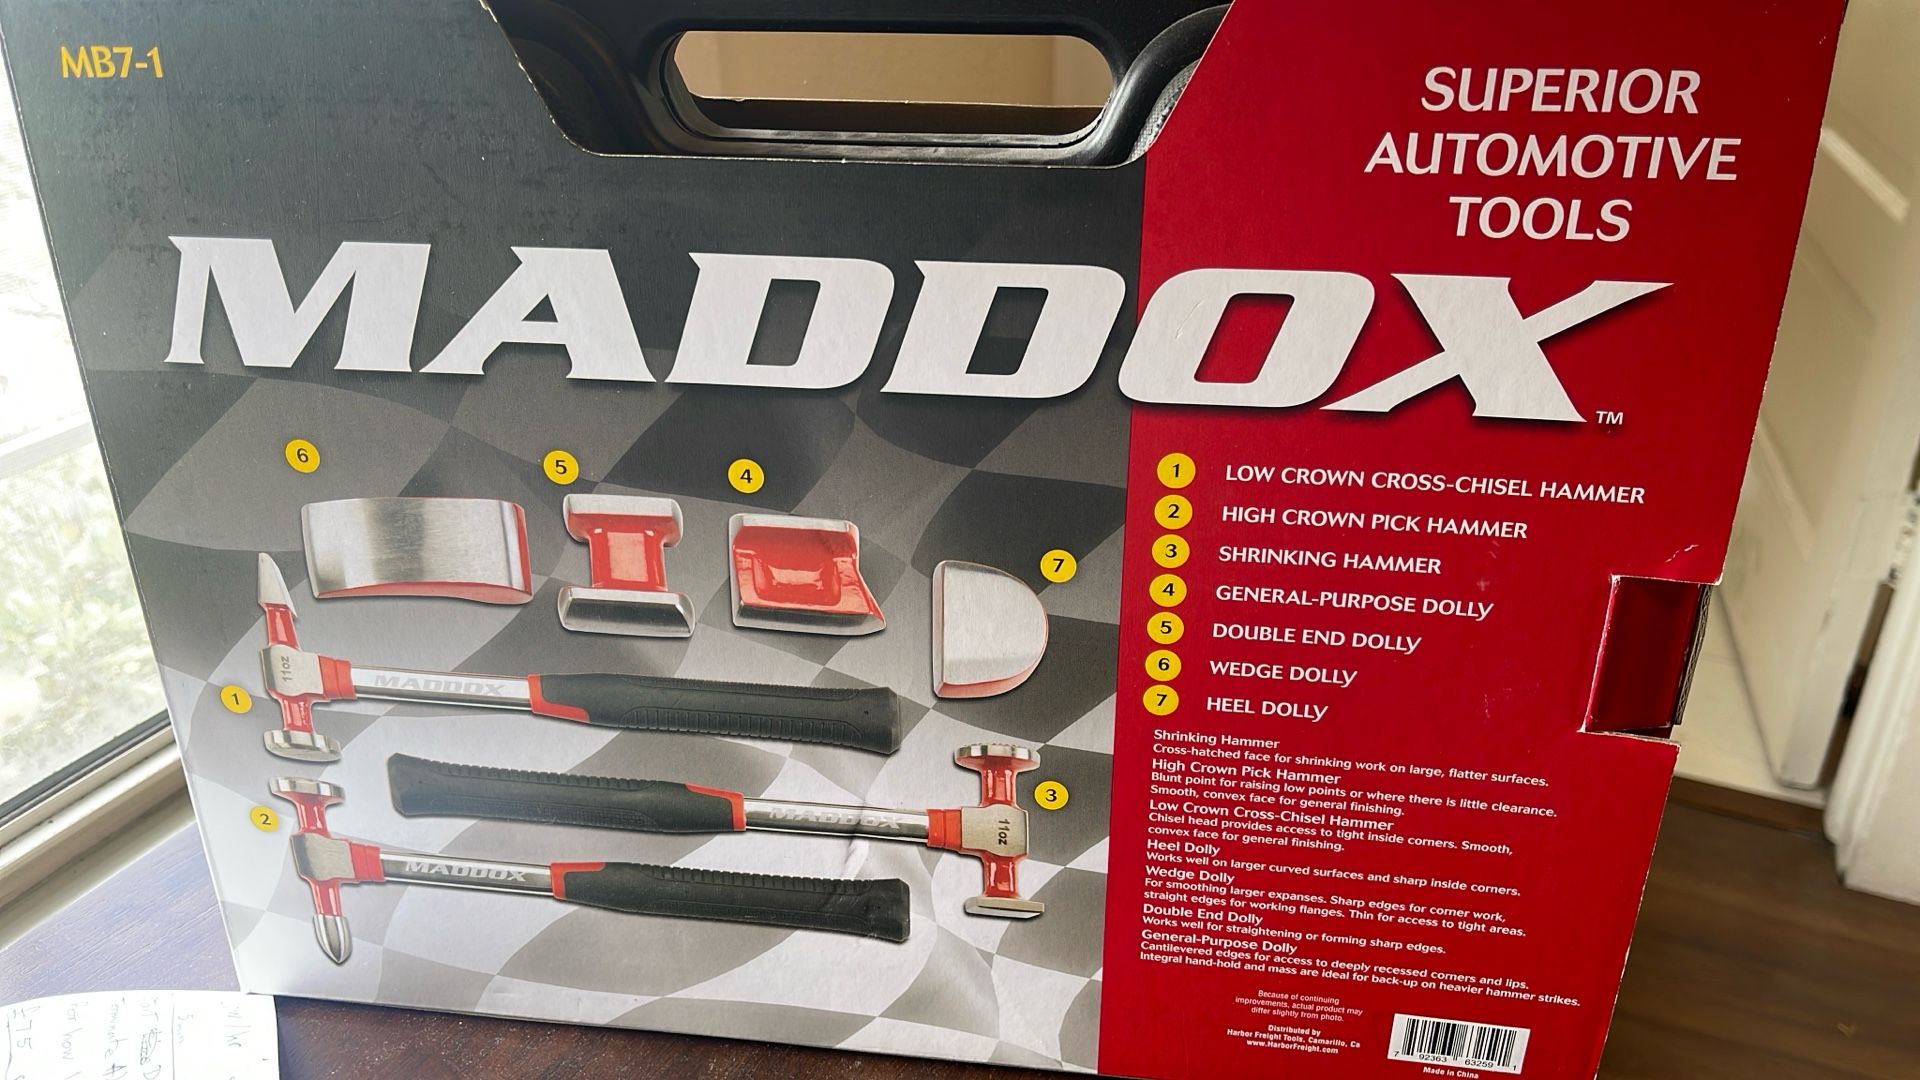 MB7-1
SUPERIOR
AUTOMOTIVE
TOOLS
MADDOX™
6
5
4
7
1
2
3
11oz
MADDOX
MADDOX
11oz
MADDOX
1 LOW CROWN CROSS-CHISEL HAMMER
2 HIGH CROWN PICK HAMMER
3 SHRINKING HAMMER
4 GENERAL-PURPOSE DOLLY
5 DOUBLE END DOLLY
6 WEDGE DOLLY
7 HEEL DOLLY
Shrinking Hammer
Cross-hatched face for shrinking work on large, flatter surfaces.
High Crown Pick Hammer
Blunt point for raising low points or where there is little clearance.
Smooth, convex face for general finishing.
Low Crown Cross-Chisel Hammer
Chisel head provides access to tight inside corners. Smooth,
convex face for general finishing.
Heel Dolly
Works well on larger curved surfaces and sharp inside corners.
Wedge Dolly
For smoothing larger expanses. Sharp edges for corner work,
straight edges for working flanges. Thin for access to tight areas.
Double End Dolly
Works well for straightening or forming sharp edges.
General-Purpose Dolly
Cantilevered edges for access to deeply recessed corners and lips.
Integral hand-hold and mass are ideal for back-up on heavier hammer strikes.
Because of continuing
improvements, actual product may
differ slightly from photo.
Distributed by
Harbor Freight Tools, Camarillo, Ca
www.HarborFreight.com
7 92363 63259 1
Made in China